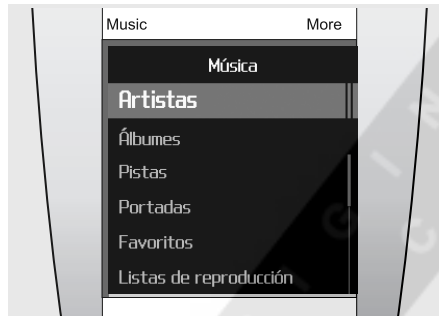 Music More
Música
Artistas
Álbumes
Pistas
Portadas
Favoritos
Listas de reproducción